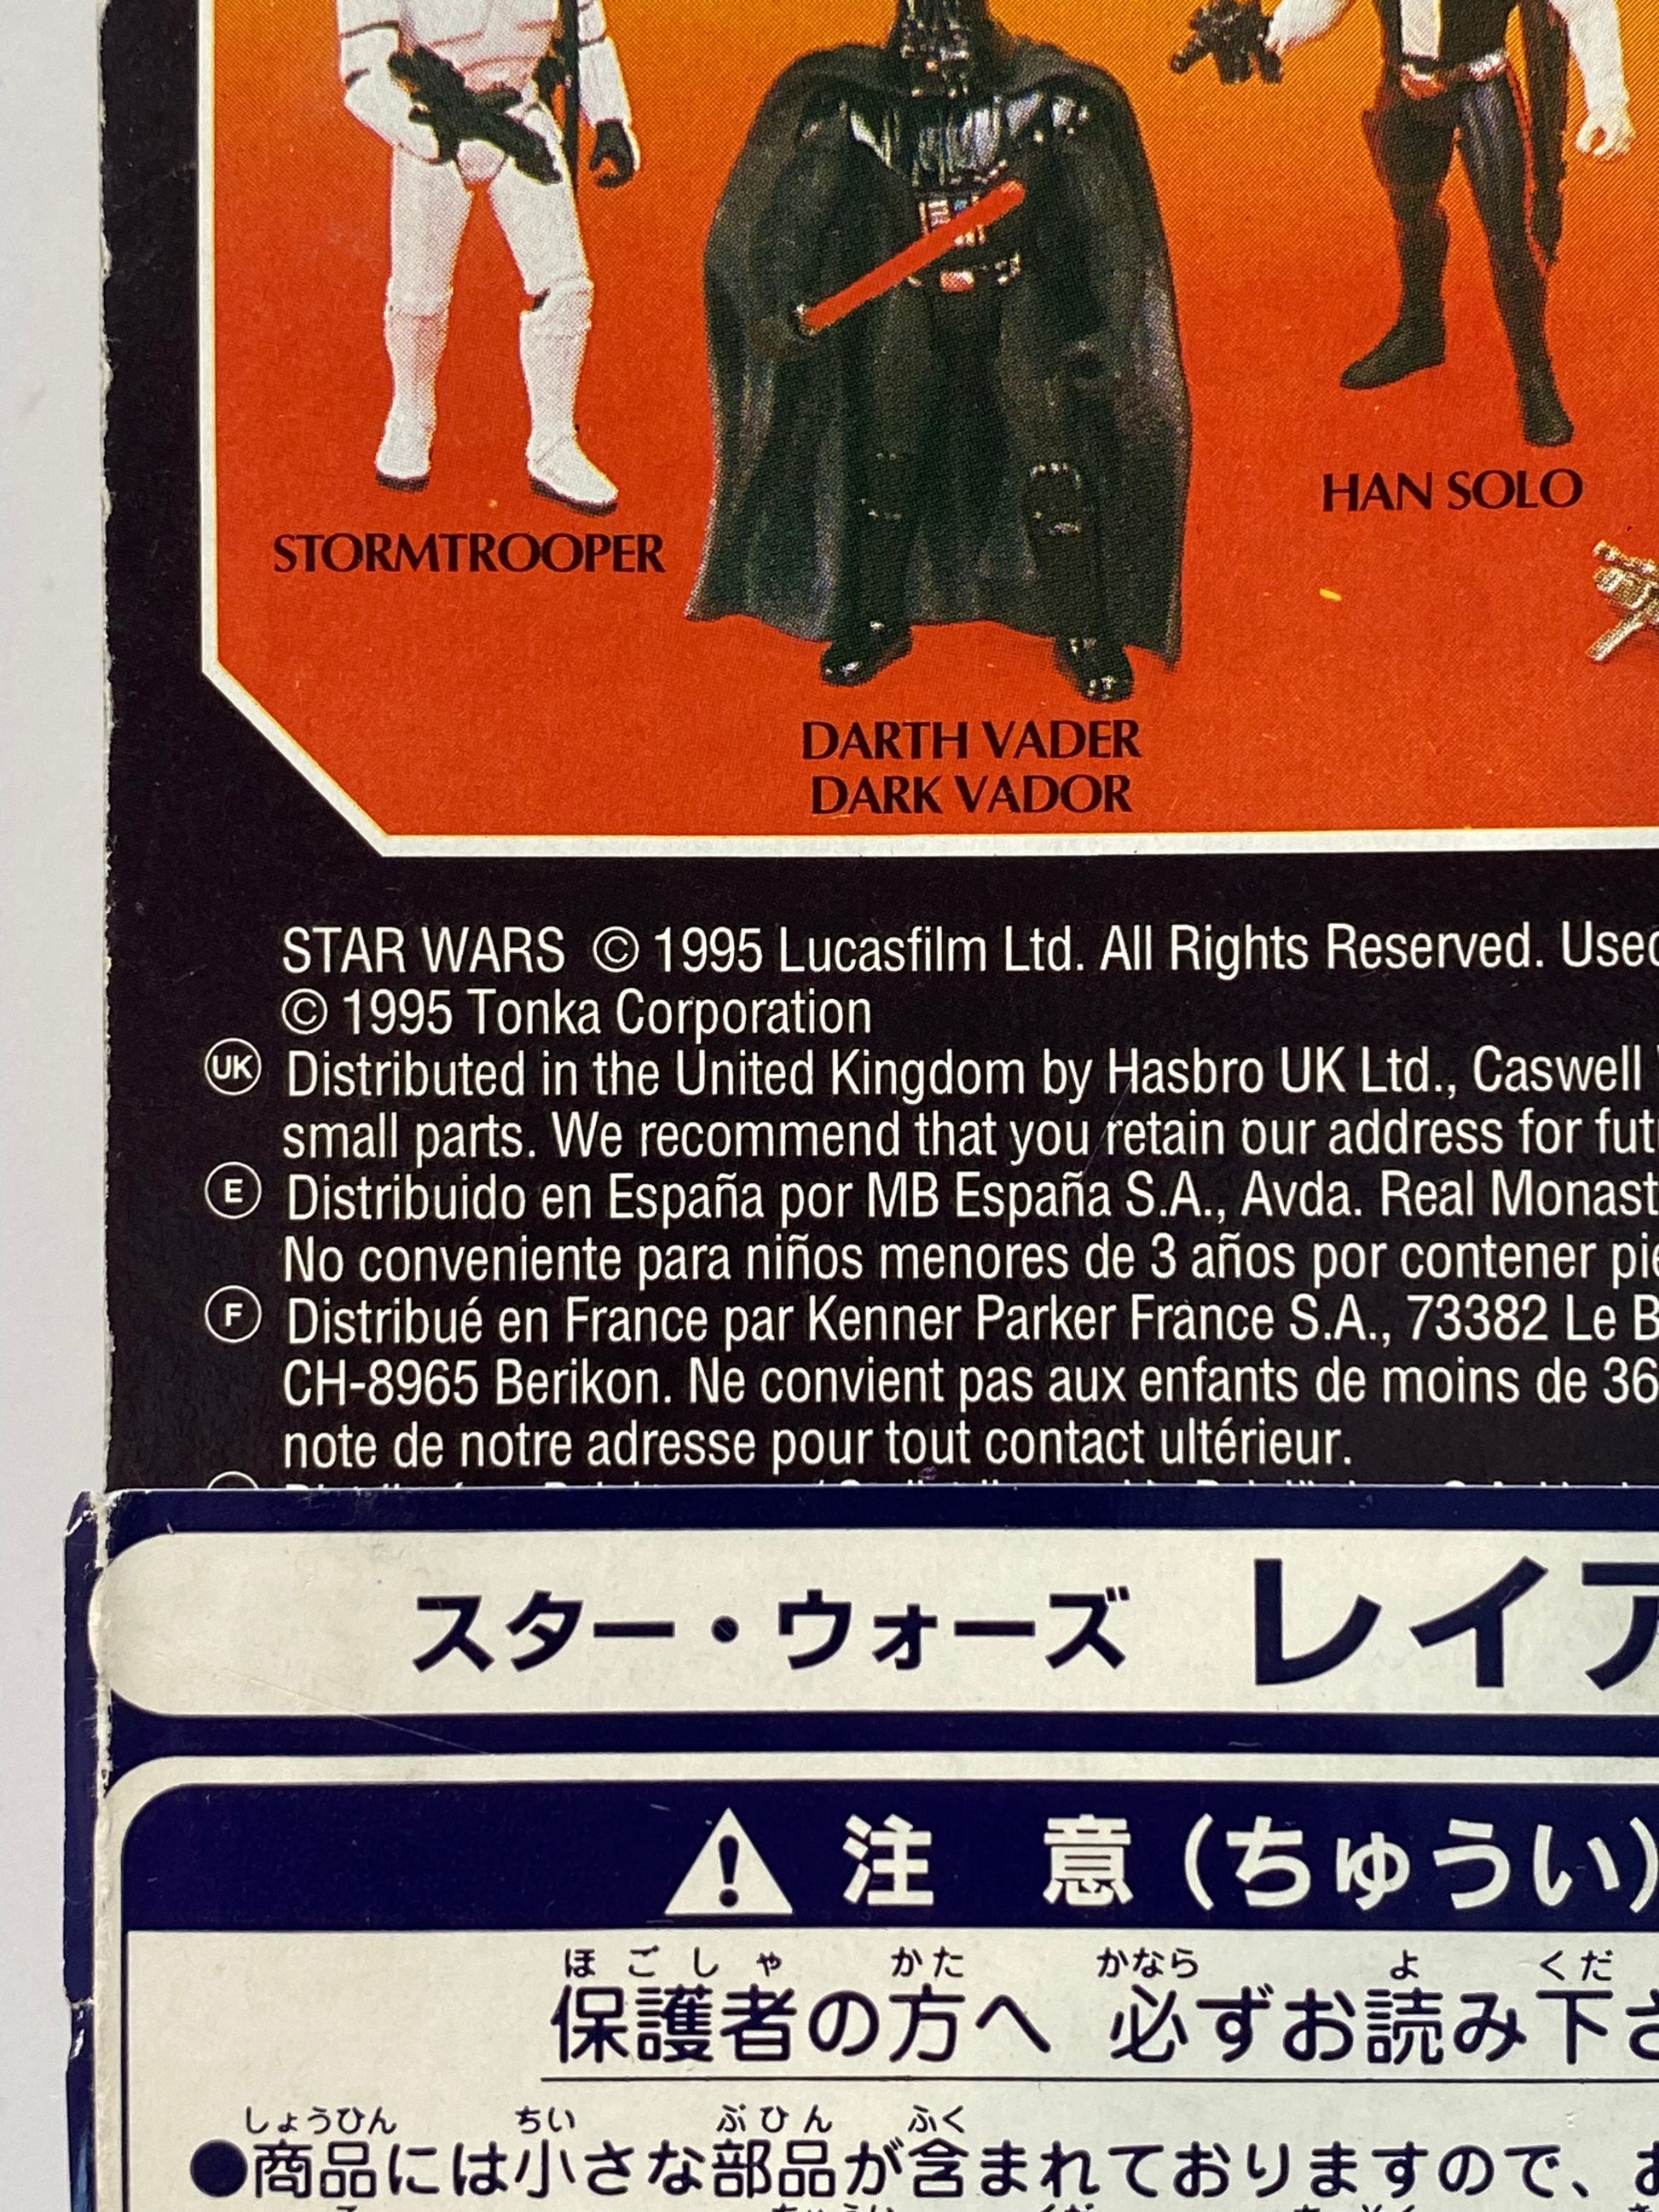 STORMTROOPER
HAN SOLO
DARTH VADER
DARK VADOR
STAR WARS © 1995 Lucasfilm Ltd. All Rights Reserved. Used
© 1995 Tonka Corporation
UK Distributed in the United Kingdom by Hasbro UK Ltd., Caswell
small parts. We recommend that you retain our address for
E Distribuido en España por MB España S.A., Avda. Real
No conveniente para niños menores de 3 años por contener
F Distribué en France par Kenner Parker France S.A., 73382 Le
CH-8965 Berikon. Ne convient pas aux enfants de moins de 36
note de notre adresse pour tout contact ultérieur.
スター・ウォーズ レイア
注 意(ちゅうい)
ほごしゃ かた かなら よ くだ
保護者の方へ 必ずお読み下さ
しょうひん ちい ぶひん ふく
●商品には小さな部品が含まれておりますので、お